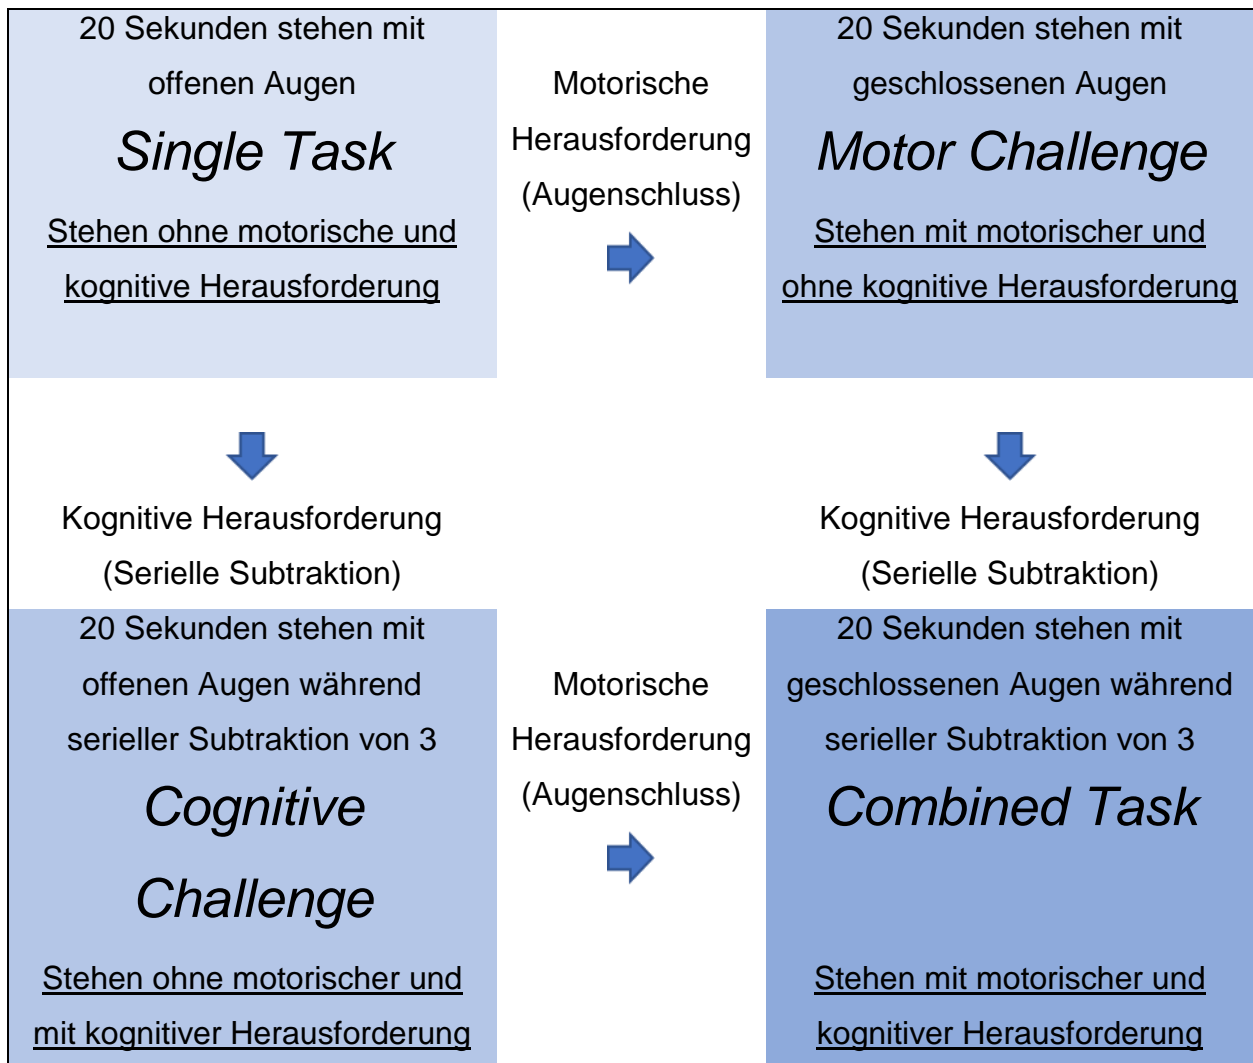 20 Sekunden stehen mit
offenen Augen
Single Task
Stehen ohne motorische und
kognitive Herausforderung
Motorische
Herausforderung
(Augenschluss)
20 Sekunden stehen mit
geschlossenen Augen
Motor Challenge
Stehen mit motorischer und
ohne kognitive Herausforderung
Kognitive Herausforderung
(Serielle Subtraktion)
Kognitive Herausforderung
(Serielle Subtraktion)
20 Sekunden stehen mit
offenen Augen während
serieller Subtraktion von 3
Cognitive
Challenge
Stehen ohne motorischer und
mit kognitiver Herausforderung
Motorische
Herausforderung
(Augenschluss)
20 Sekunden stehen mit
geschlossenen Augen während
serieller Subtraktion von 3
Combined Task
Stehen mit motorischer und
kognitiver Herausforderung